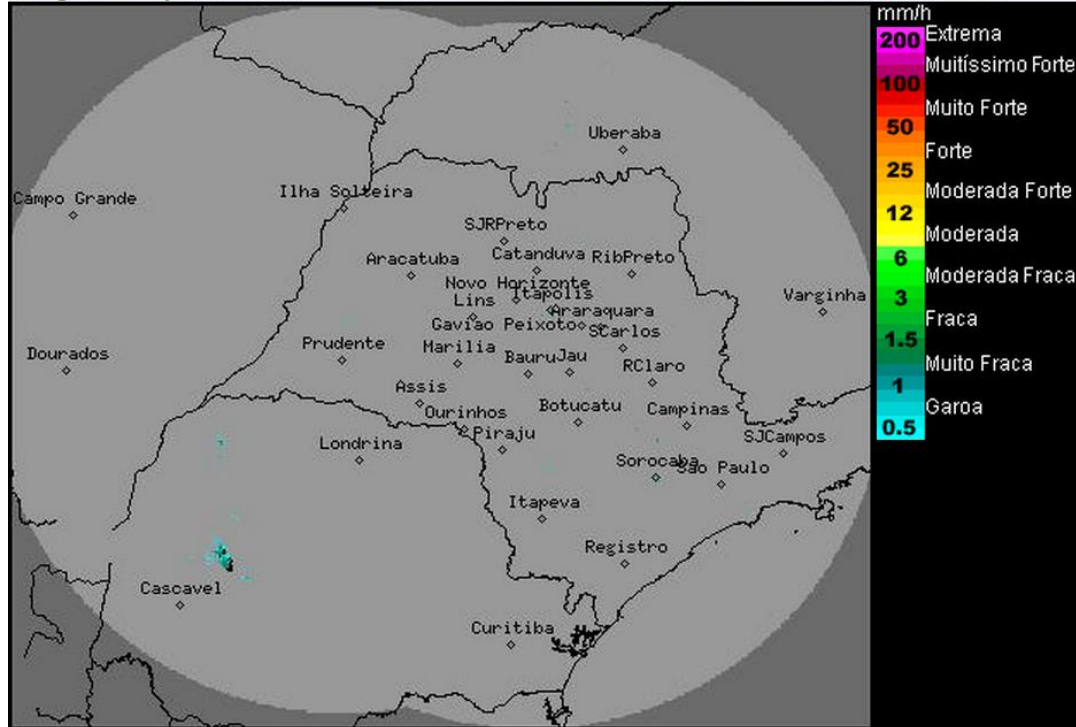 mm/h
200 Extrema
Muitíssimo Forte
100
Muito Forte
50
Forte
25
Moderada Forte
12
Moderada
6
Moderada Fraca
3
Fraca
1.5
Muito Fraca
1
Garoa
0.5
Uberaba
Ilha Solteira
Campo Grande
SJRPreto
Catanduva
RibPreto
Aracatuba
Novo Horizonte
Itapolis
Varginha
Lins
Araraquara
Gaviao Peixoto
SCarlos
Prudente
Marilia
Dourados
Bauru
Jau
RClaro
Assis
Botucatu
Campinas
Ourinhos
Piraju
SJCampos
Londrina
Sorocaba
Sao Paulo
Itapeva
Registro
Cascavel
Curitiba